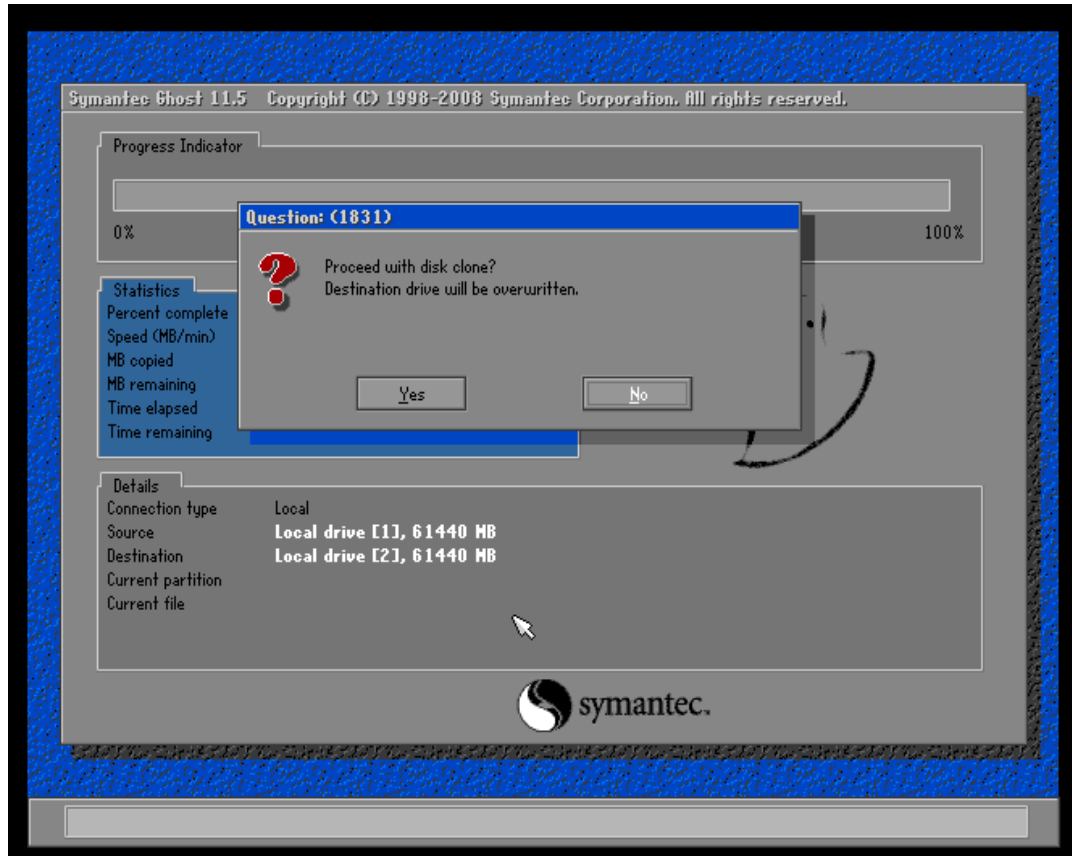 Symantec Ghost 11.5   Copyright (C) 1998-2008 Symantec Corporation. All rights reserved.
Progress Indicator
0%
100%
Question: (1831)
Proceed with disk clone?
Destination drive will be overwritten.
Yes
No
Statistics
Percent complete
Speed (MB/min)
MB copied
MB remaining
Time elapsed
Time remaining
Details
Connection type Local
Source Local drive [1], 61440 MB
Destination Local drive [2], 61440 MB
Current partition
Current file
symantec.